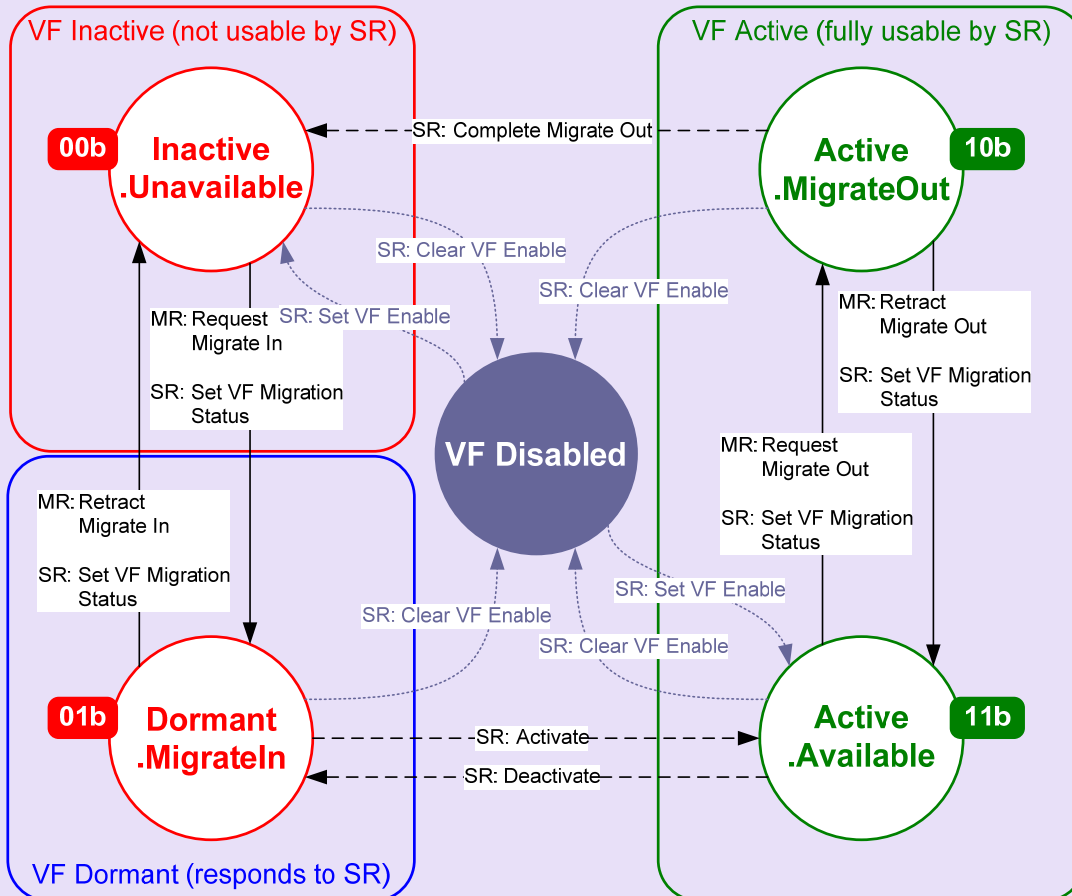 VF Inactive (not usable by SR)
VF Active (fully usable by SR)
00b
Inactive
.Unavailable
SR: Complete Migrate Out
Active
.MigrateOut
10b
SR: Clear VF Enable
SR: Clear VF Enable
SR: Set VF Enable
MR: Request
Migrate In
SR: Set VF Migration
Status
MR: Retract
Migrate Out
SR: Set VF Migration
Status
VF Disabled
MR: Request
Migrate Out
SR: Set VF Migration
Status
MR: Retract
Migrate In
SR: Set VF Migration
Status
SR: Clear VF Enable
SR: Set VF Enable
SR: Clear VF Enable
01b
Dormant
.MigrateIn
SR: Activate
SR: Deactivate
Active
.Available
11b
VF Dormant (responds to SR)